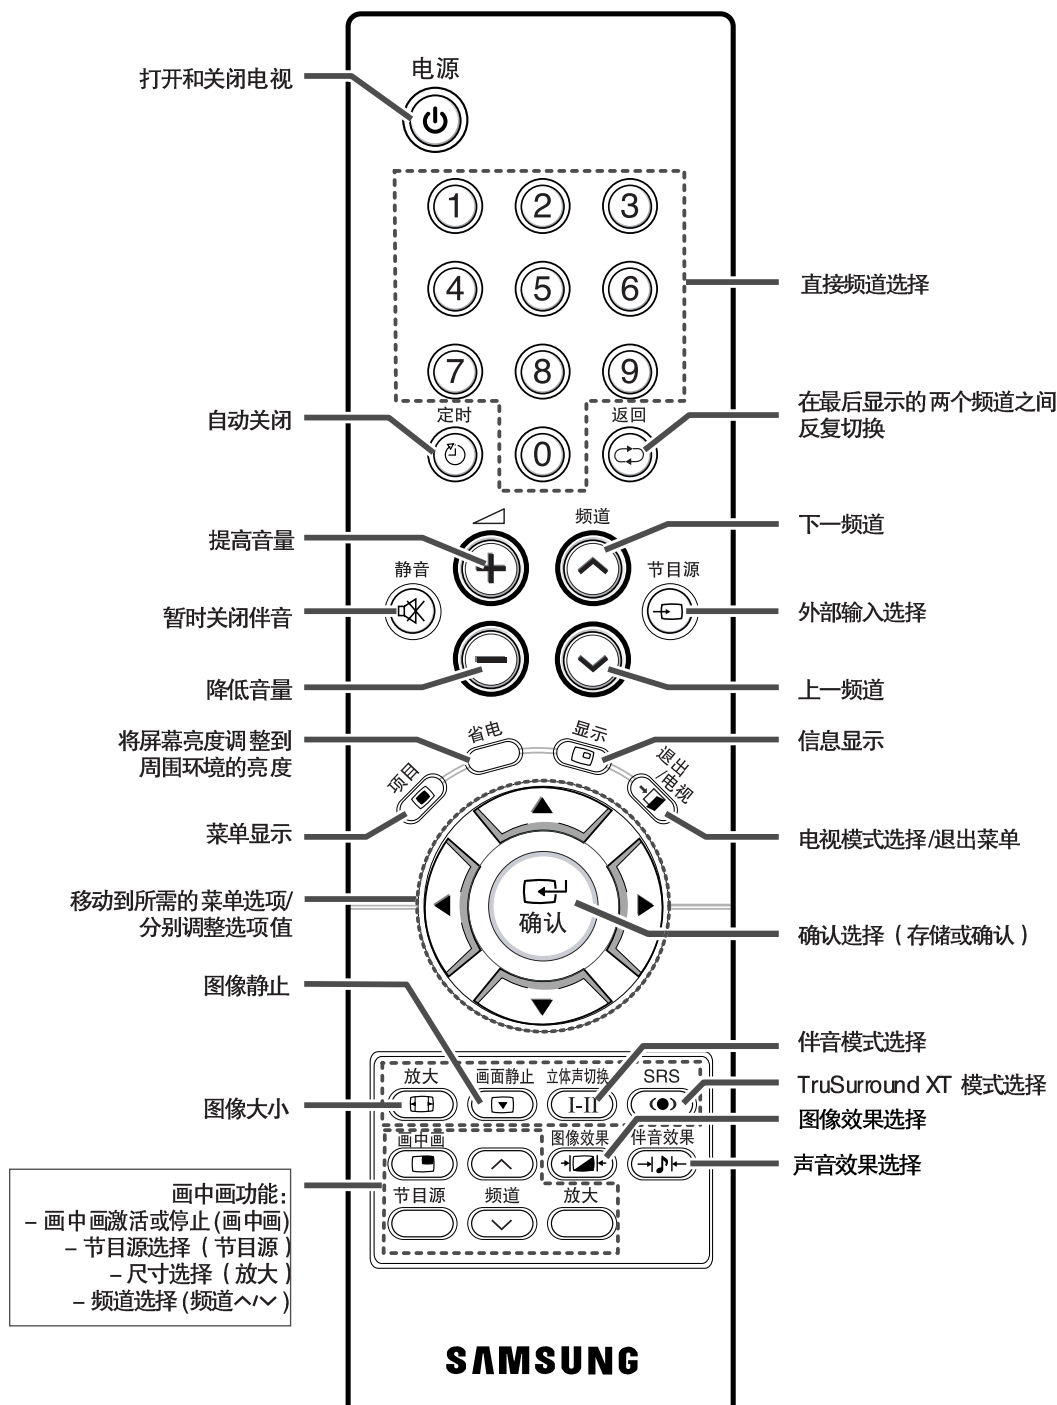 电源
打开和关闭电视
1 2 3
4 5 6
直接频道选择
7 8 9
定时
返回
0
自动关闭
在最后显示的两个频道之间
反复切换
频道
下一频道
提高音量
静音
节目源
暂时关闭伴音
外部输入选择
降低音量
上一频道
省电
显示
将屏幕亮度调整到
周围环境的亮度
信息显示
项目
退出
/电视
菜单显示
电视模式选择/退出菜单
移动到所需的菜单选项/
分别调整选项值
确认
确认选择（存储或确认）
图像静止
伴音模式选择
放大
画面静止
立体声切换
SRS
I-II
TruSurround XT 模式选择
图像大小
图像效果选择
画中画
图像效果
伴音效果
声音效果选择
节目源
频道
放大
画中画功能：
– 画中画激活或停止(画中画)
– 节目源选择（节目源）
– 尺寸选择（放大）
– 频道选择(频道ヘ/∨)
SAMSUNG